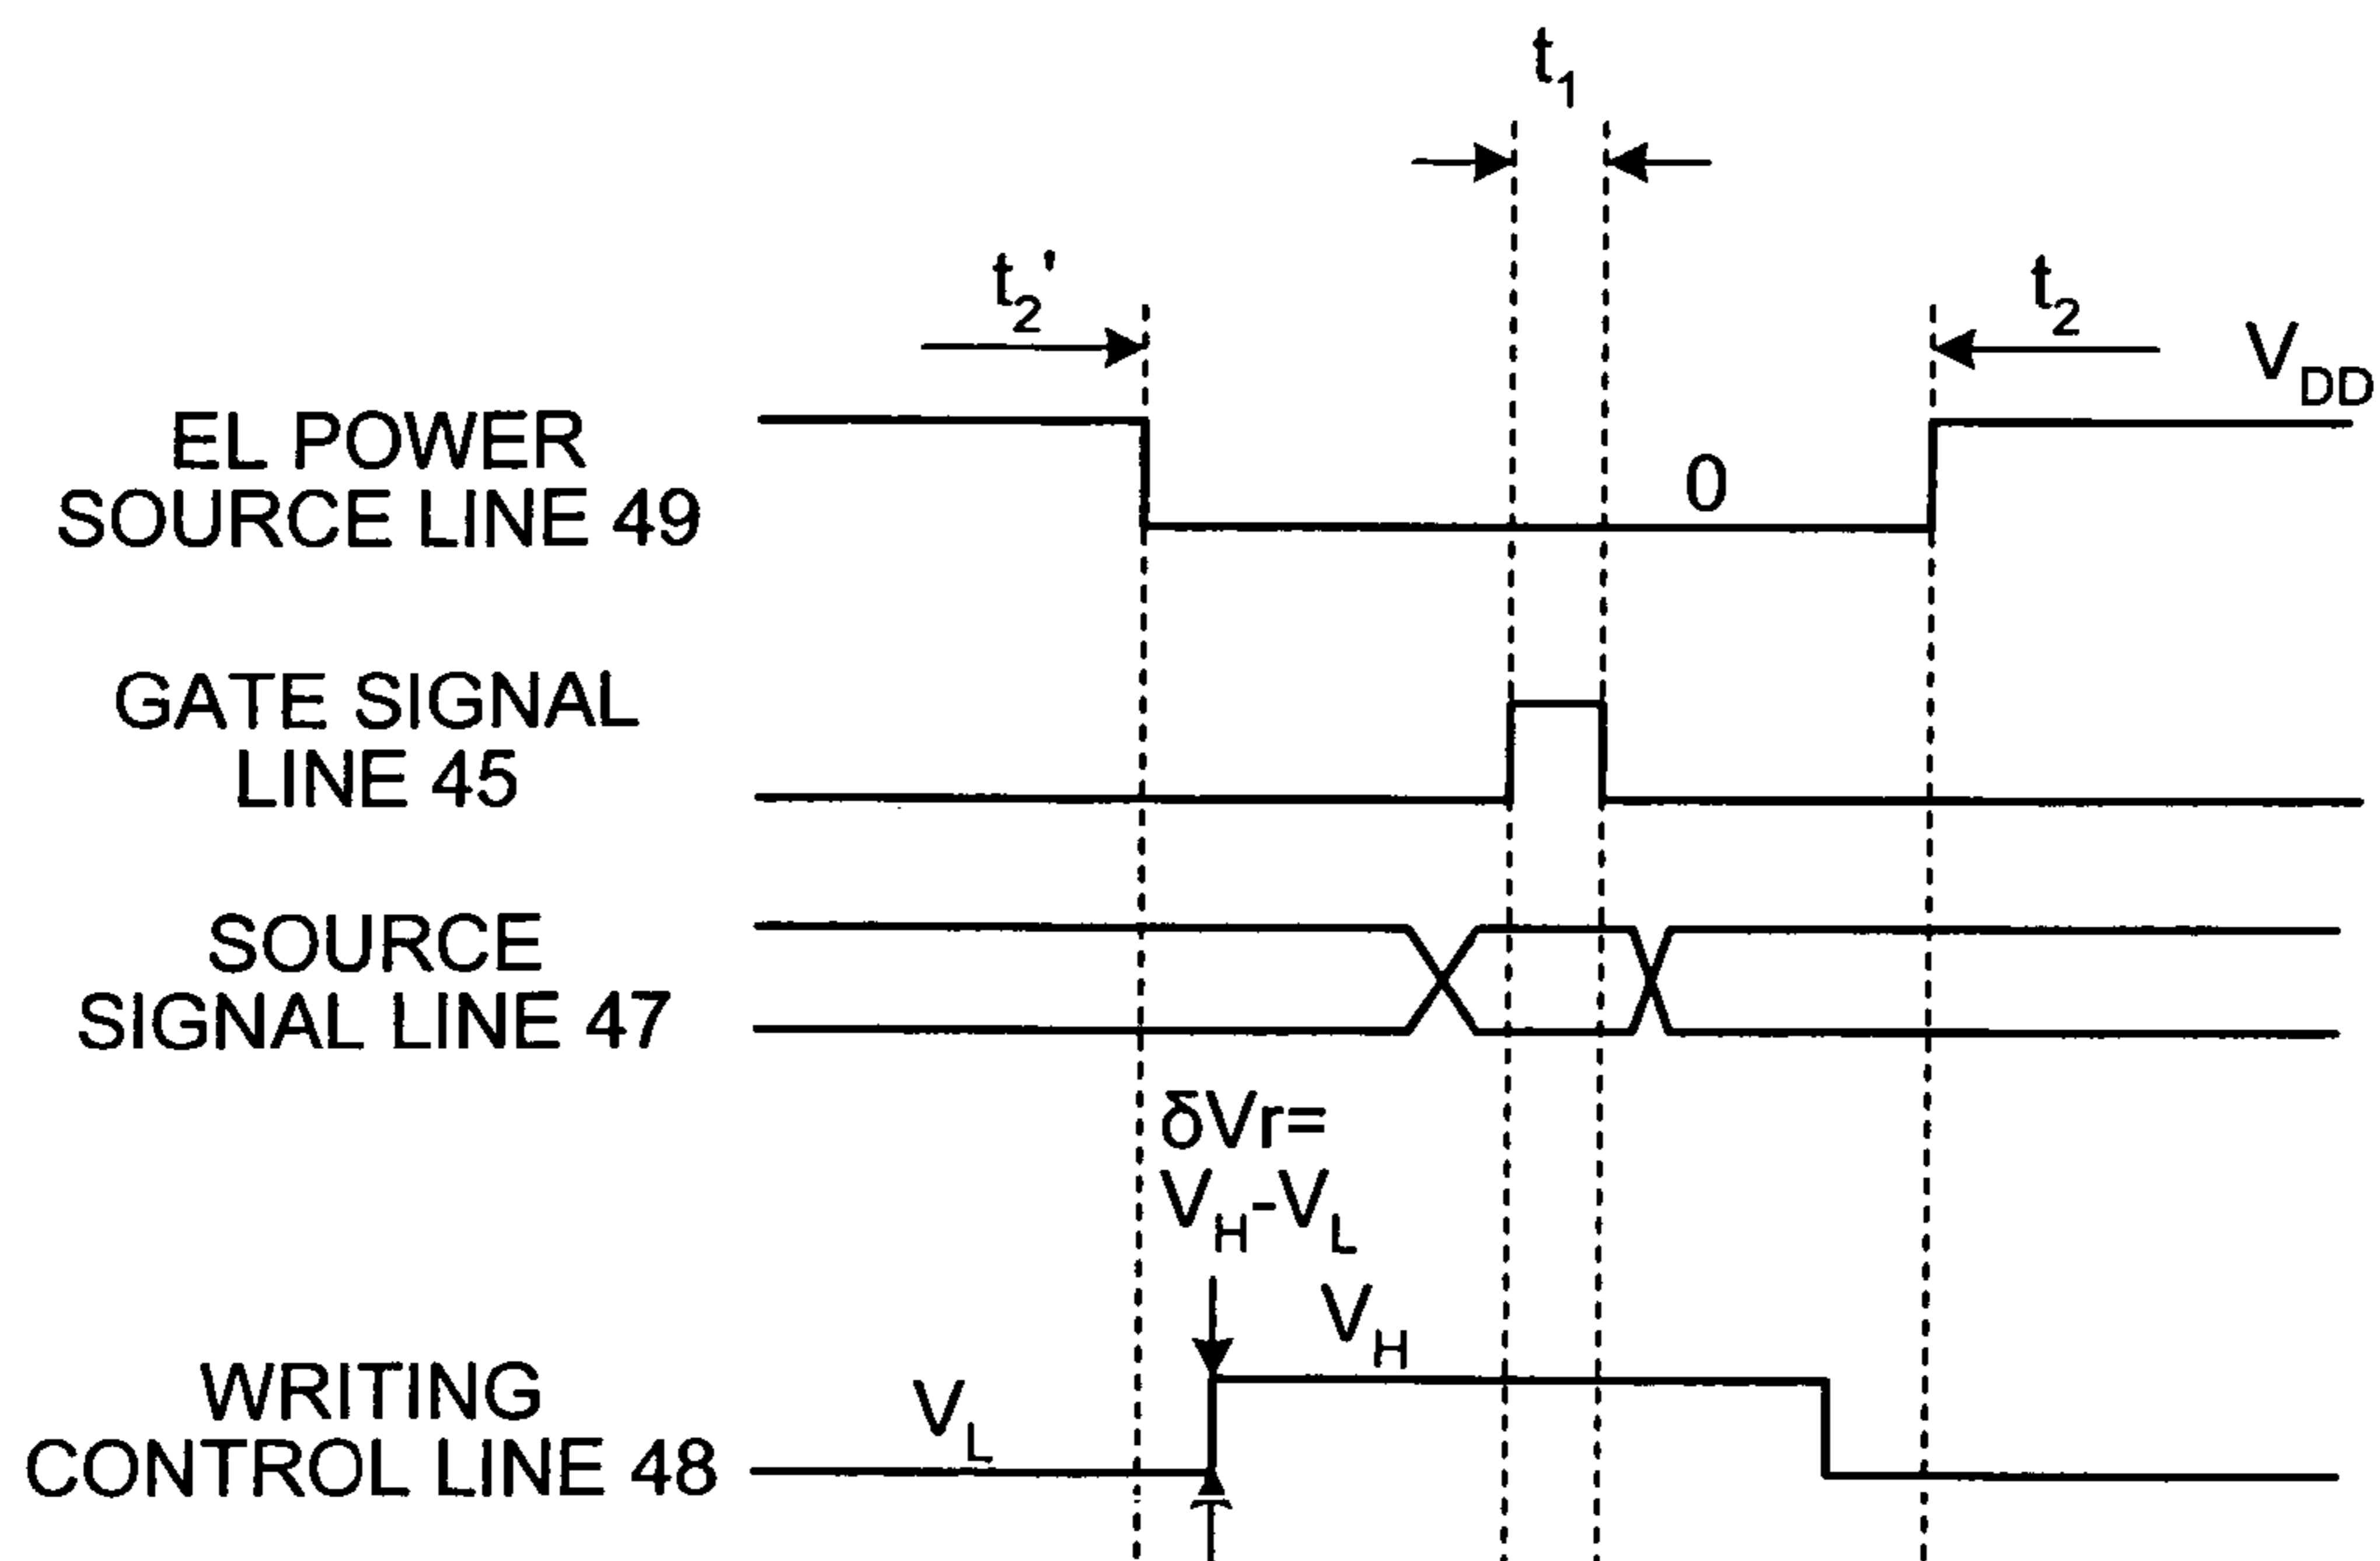 t1
t2'
t2
VDD
EL POWER
SOURCE LINE 49
0
GATE SIGNAL
LINE 45
SOURCE
SIGNAL LINE 47
δVr=
VH-VL
VH
WRITING
CONTROL LINE 48
VL